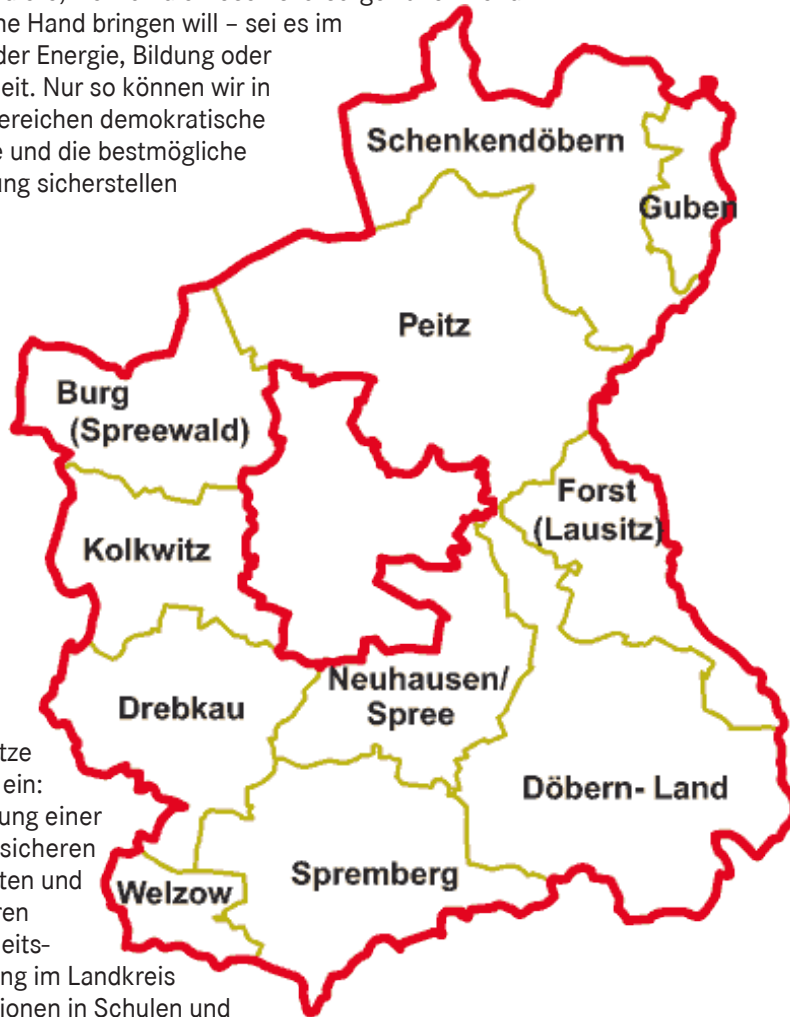 ne Hand bringen will – sei es im
der Energie, Bildung oder
eit. Nur so können wir in
ereichen demokratische
e und die bestmögliche
ung sicherstellen
Schenkendöbern
Guben
Peitz
Burg
(Spreewald)
Forst
(Lausitz)
Kolkwitz
Neuhausen/
Spree
Drebkau
Döbern- Land
Spremberg
Welzow
tze
ein:
ung einer
sicheren
ten und
ren
eits-
ng im Landkreis
ionen in Schulen und